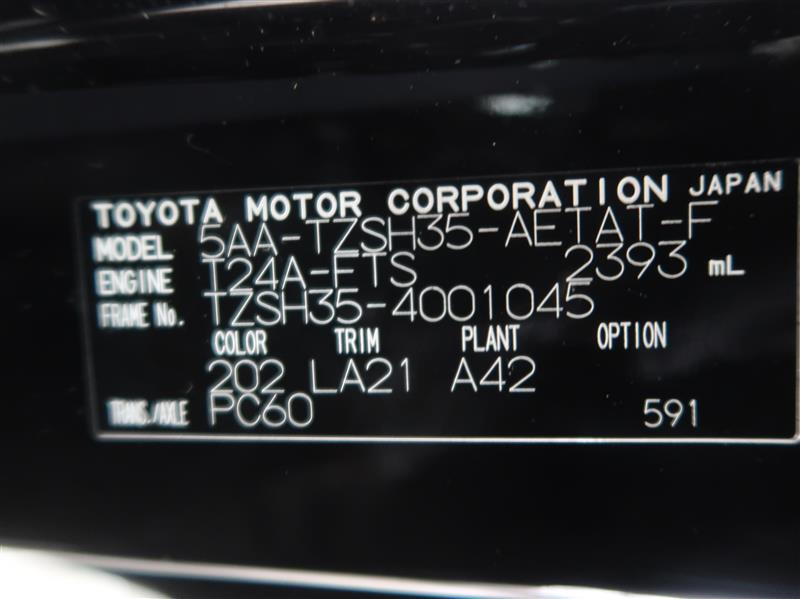 TOYOTA MOTOR CORPORATION JAPAN
MODEL 5AA-TZSH35-AETAT-F
ENGINE T24A-FTS 2393 mL
FRAME No. TZSH35-4001045
COLOR TRIM PLANT OPTION
202 LA21 A42
TRANS./AXLE PC60 591